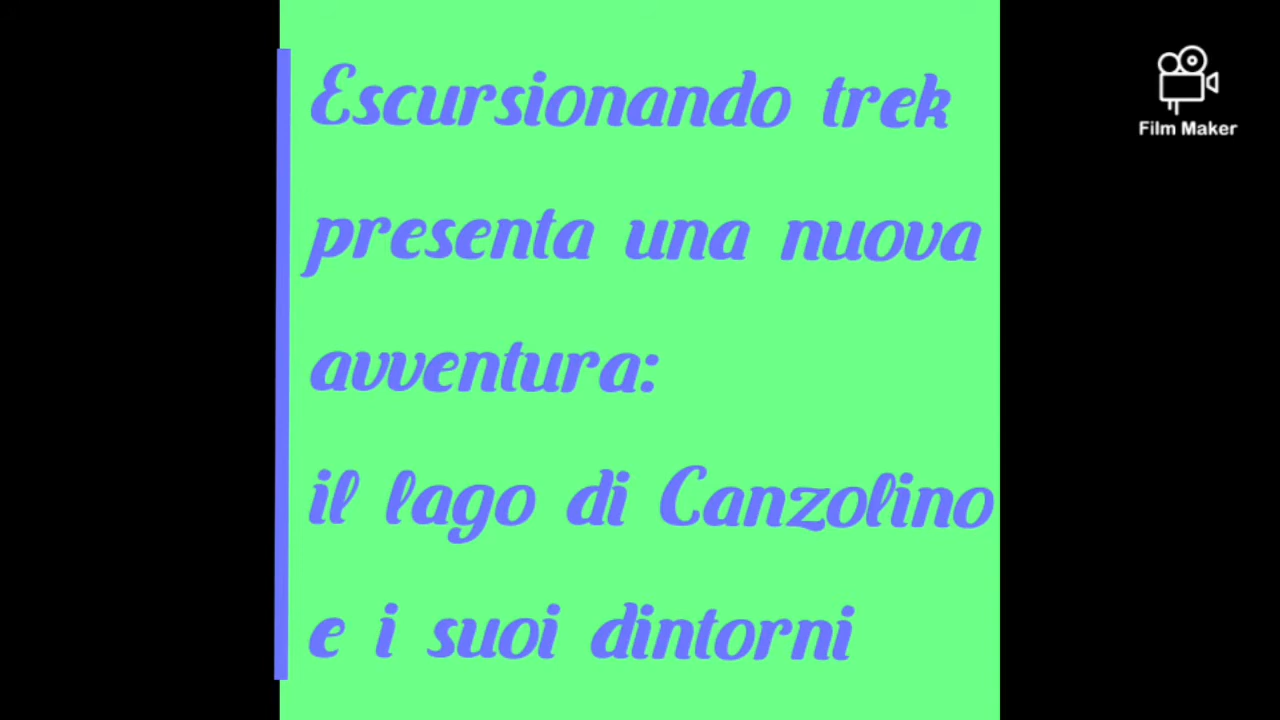 Escursionando trek
presenta una nuova
avventura:
il lago di Canzolino
e i suoi dintorni
Film Maker